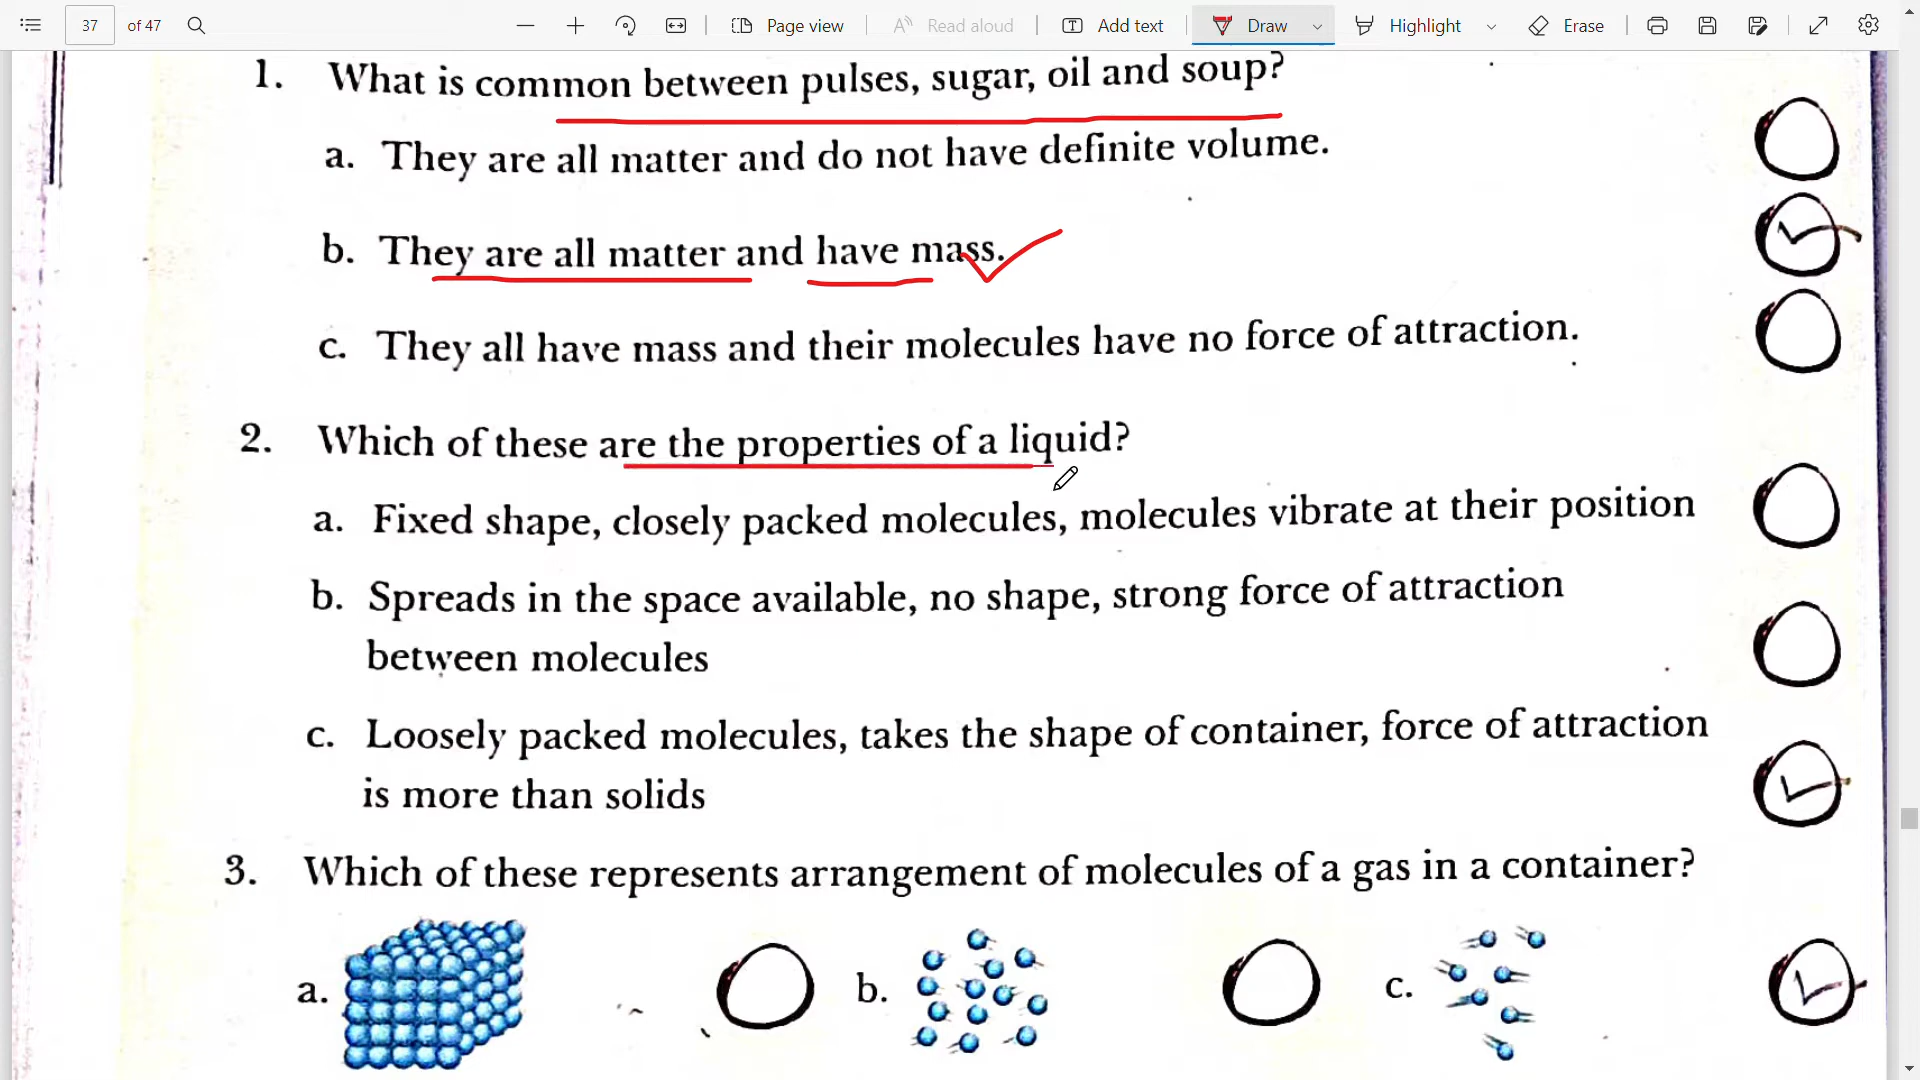 37 of 47 Page view Read aloud Add text Draw Highlight Erase
1. What is common between pulses, sugar, oil and soup?
a. They are all matter and do not have definite volume.
b. They are all matter and have mass.
c. They all have mass and their molecules have no force of attraction.
2. Which of these are the properties of a liquid?
a. Fixed shape, closely packed molecules, molecules vibrate at their position
b. Spreads in the space available, no shape, strong force of attraction
between molecules
c. Loosely packed molecules, takes the shape of container, force of attraction
is more than solids
3. Which of these represents arrangement of molecules of a gas in a container?
a. b. c.